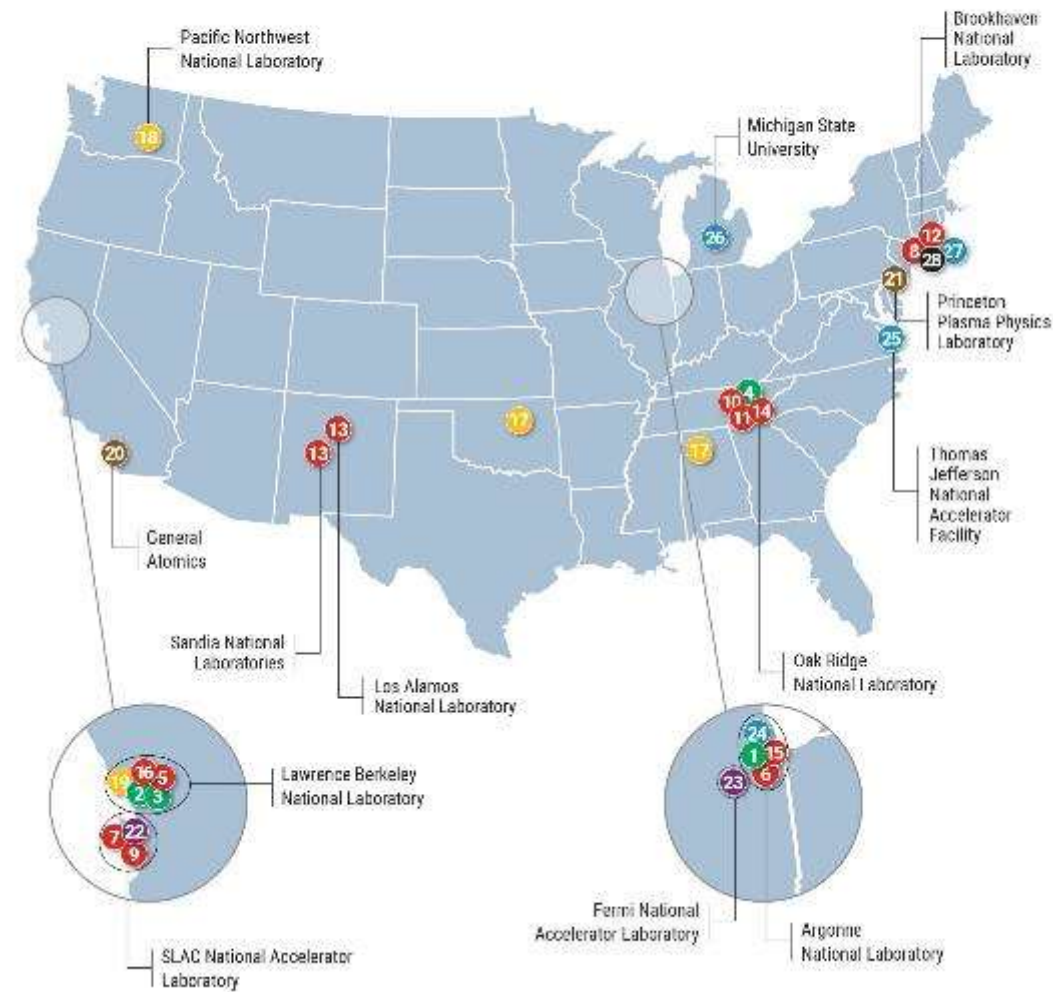 Brookhaven
National
Laboratory
Pacific Northwest
National Laboratory
18
Michigan State
University
26
12
8
27
28
21
Princeton
Plasma Physics
Laboratory
25
4
10
14
11
17
17
13
13
20
General
Atomics
Thomas
Jefferson
National
Accelerator
Facility
Sandia National
Laboratories
Los Alamos
National Laboratory
Oak Ridge
National Laboratory
16
5
19
2
3
Lawrence Berkeley
National Laboratory
22
7
9
SLAC National Accelerator
Laboratory
24
1
15
6
23
Fermi National
Accelerator Laboratory
Argonne
National Laboratory